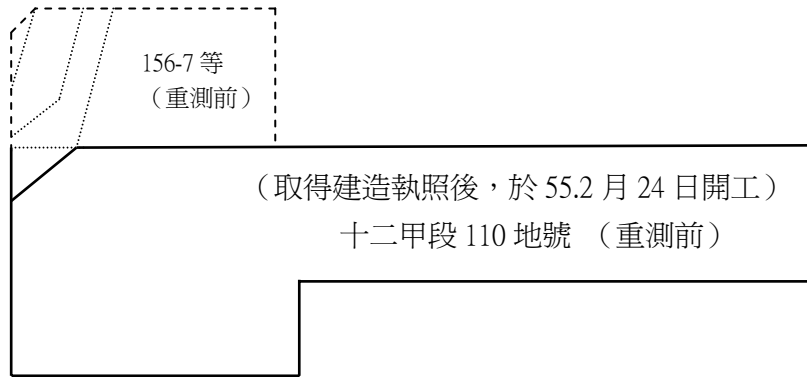 156-7 等
（重測前）
（取得建造執照後，於 55.2 月 24 日開工）
十二甲段 110 地號 （重測前）